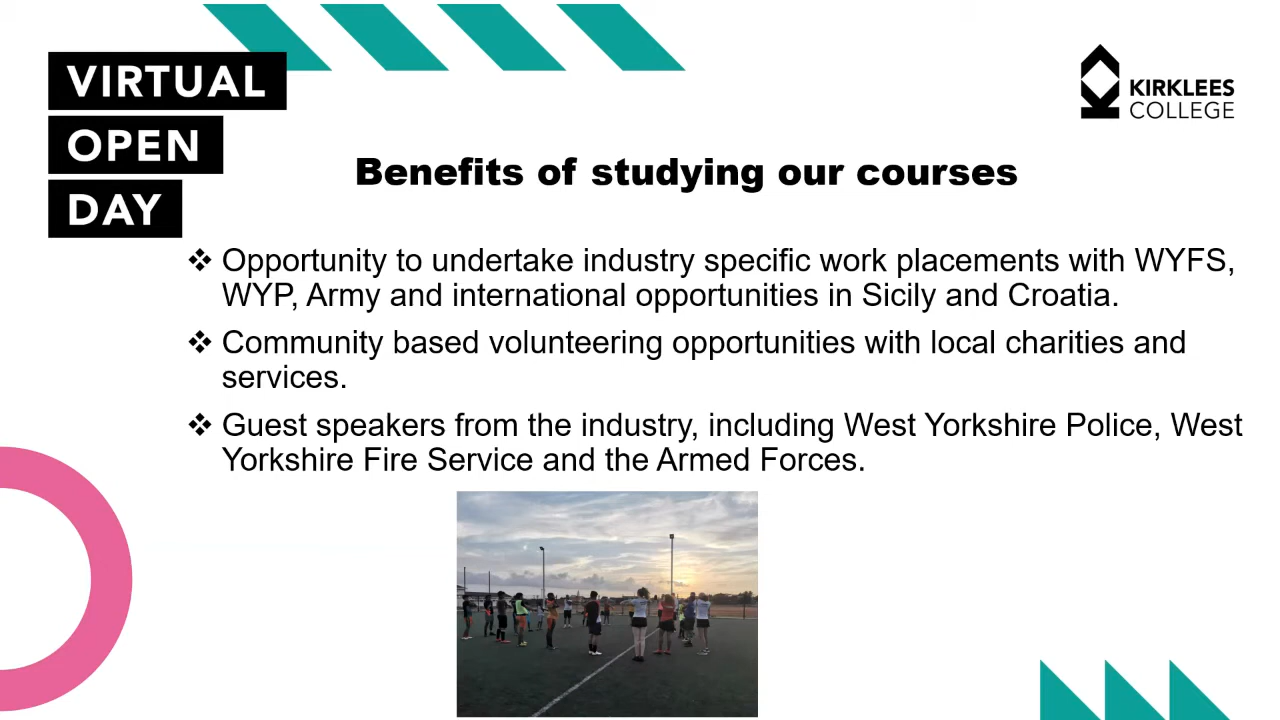 VIRTUAL
OPEN
DAY
KIRKLEES
COLLEGE
Benefits of studying our courses
❖ Opportunity to undertake industry specific work placements with WYFS,
WYP, Army and international opportunities in Sicily and Croatia.
❖ Community based volunteering opportunities with local charities and
services.
❖ Guest speakers from the industry, including West Yorkshire Police, West
Yorkshire Fire Service and the Armed Forces.